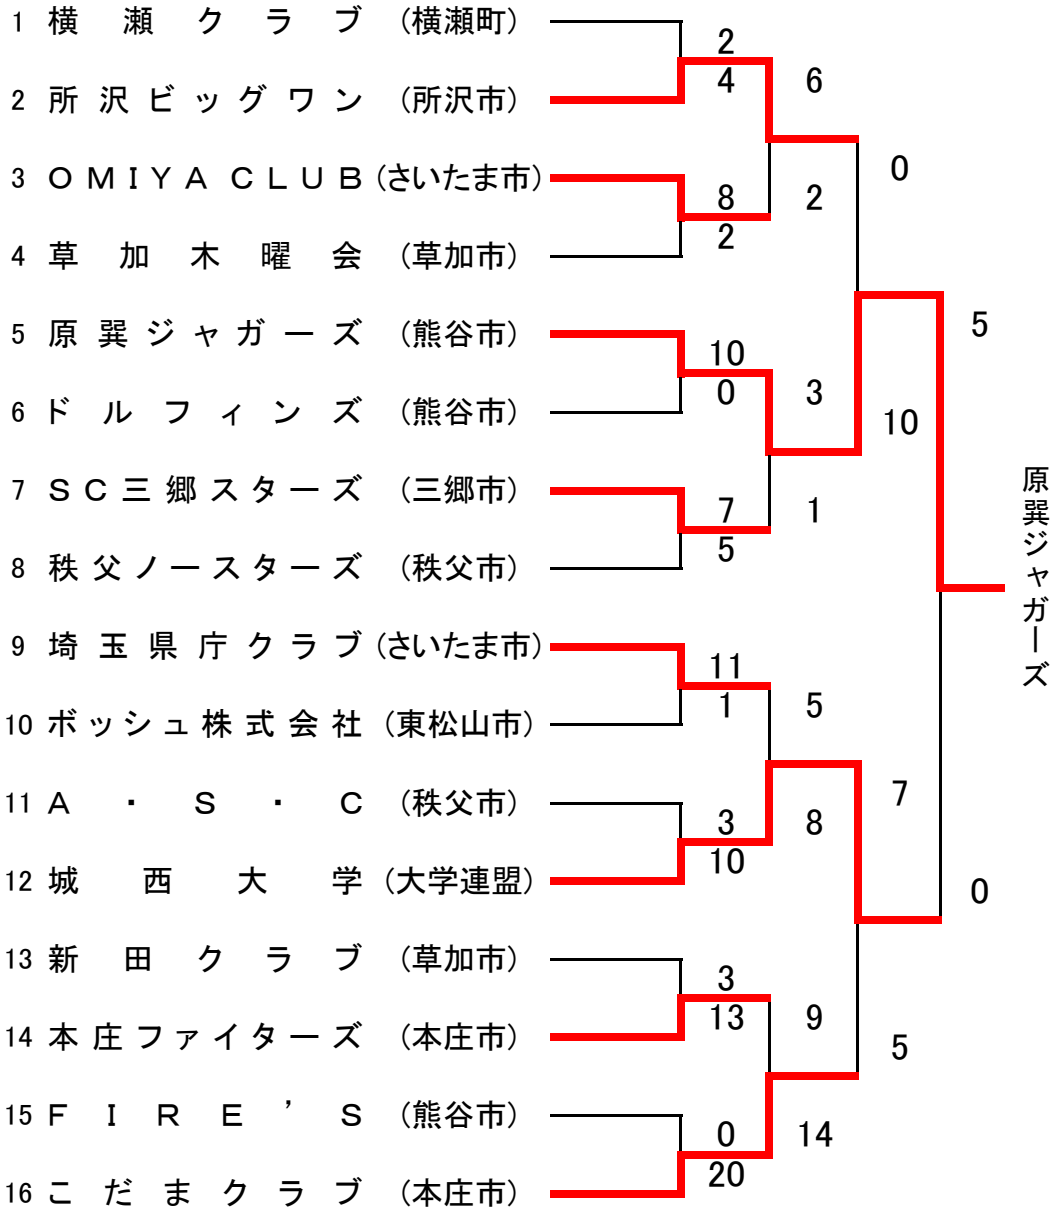 1 横瀬クラブ (横瀬町)
2
4
6
2 所沢ビッグワン (所沢市)
0
3 OMIYA CLUB (さいたま市)
8
2
2
4 草加木曜会 (草加市)
5
5 原巽ジャガーズ (熊谷市)
10
0
3
6 ドルフィンズ (熊谷市)
10
7 SC三郷スターズ (三郷市)
7
5
1
8 秩父ノースターズ (秩父市)
原巽ジャガーズ
9 埼玉県庁クラブ (さいたま市)
11
1
5
10 ボッシュ株式会社 (東松山市)
7
11 A・S・C (秩父市)
3
10
8
12 城西大学 (大学連盟)
0
13 新田クラブ (草加市)
3
13
9
14 本庄ファイターズ (本庄市)
5
15 FIRE’S (熊谷市)
0
20
14
16 こだまクラブ (本庄市)